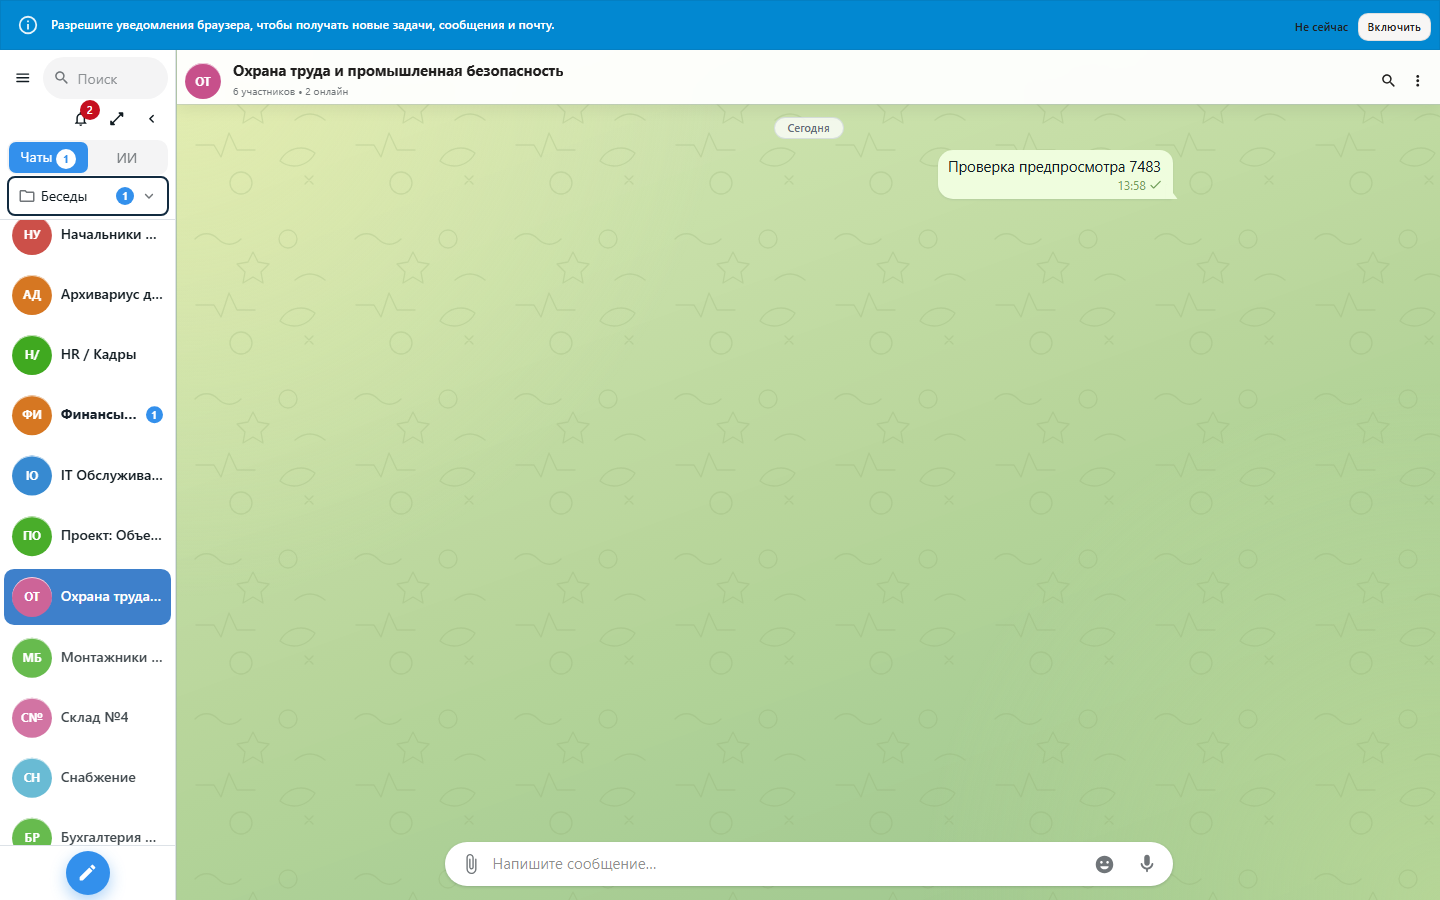 Разрешите уведомления браузера, чтобы получать новые задачи, сообщения и почту.
Не сейчас
Включить
Поиск
2
Чаты 1
ИИ
Беседы 1
НУ Начальники ...
АД Архивариус д...
Н/ HR / Кадры
ФИ Финансы... 1
IO IT Обслужива...
ПО Проект: Объе...
ОТ Охрана труда...
МБ Монтажники ...
С№ Склад №4
СН Снабжение
БР Бухгалтерия ...
ОТ
Охрана труда и промышленная безопасность
6 участников • 2 онлайн
Сегодня
Проверка предпросмотра 7483
13:58
Напишите сообщение...